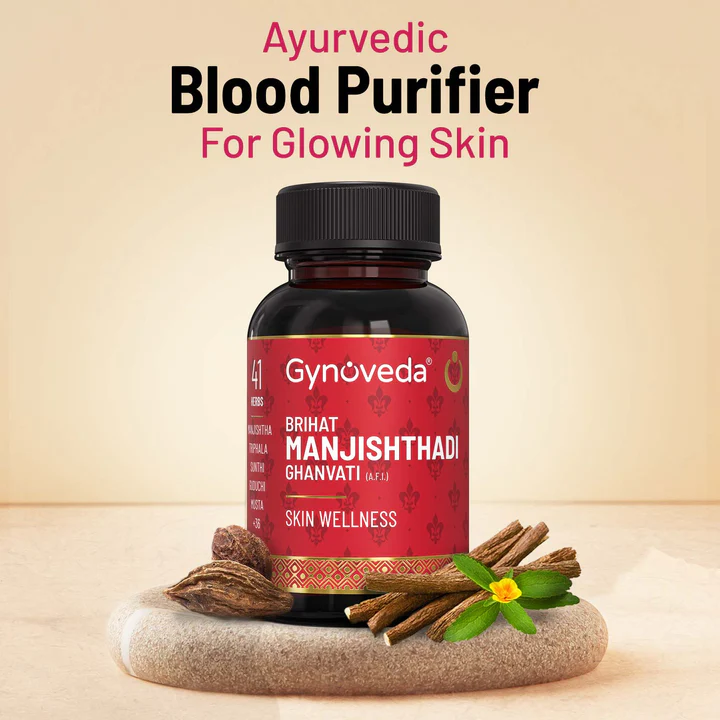 Ayurvedic
Blood Purifier
For Glowing Skin
41
HERBS
MANJISHTHA
TRIPHALA
SUNTHI
GUDUCHI
MUSTA
+36
Gynoveda®
BRIHAT
MANJISHTHADI
GHANVATI (A.F.I.)
SKIN WELLNESS